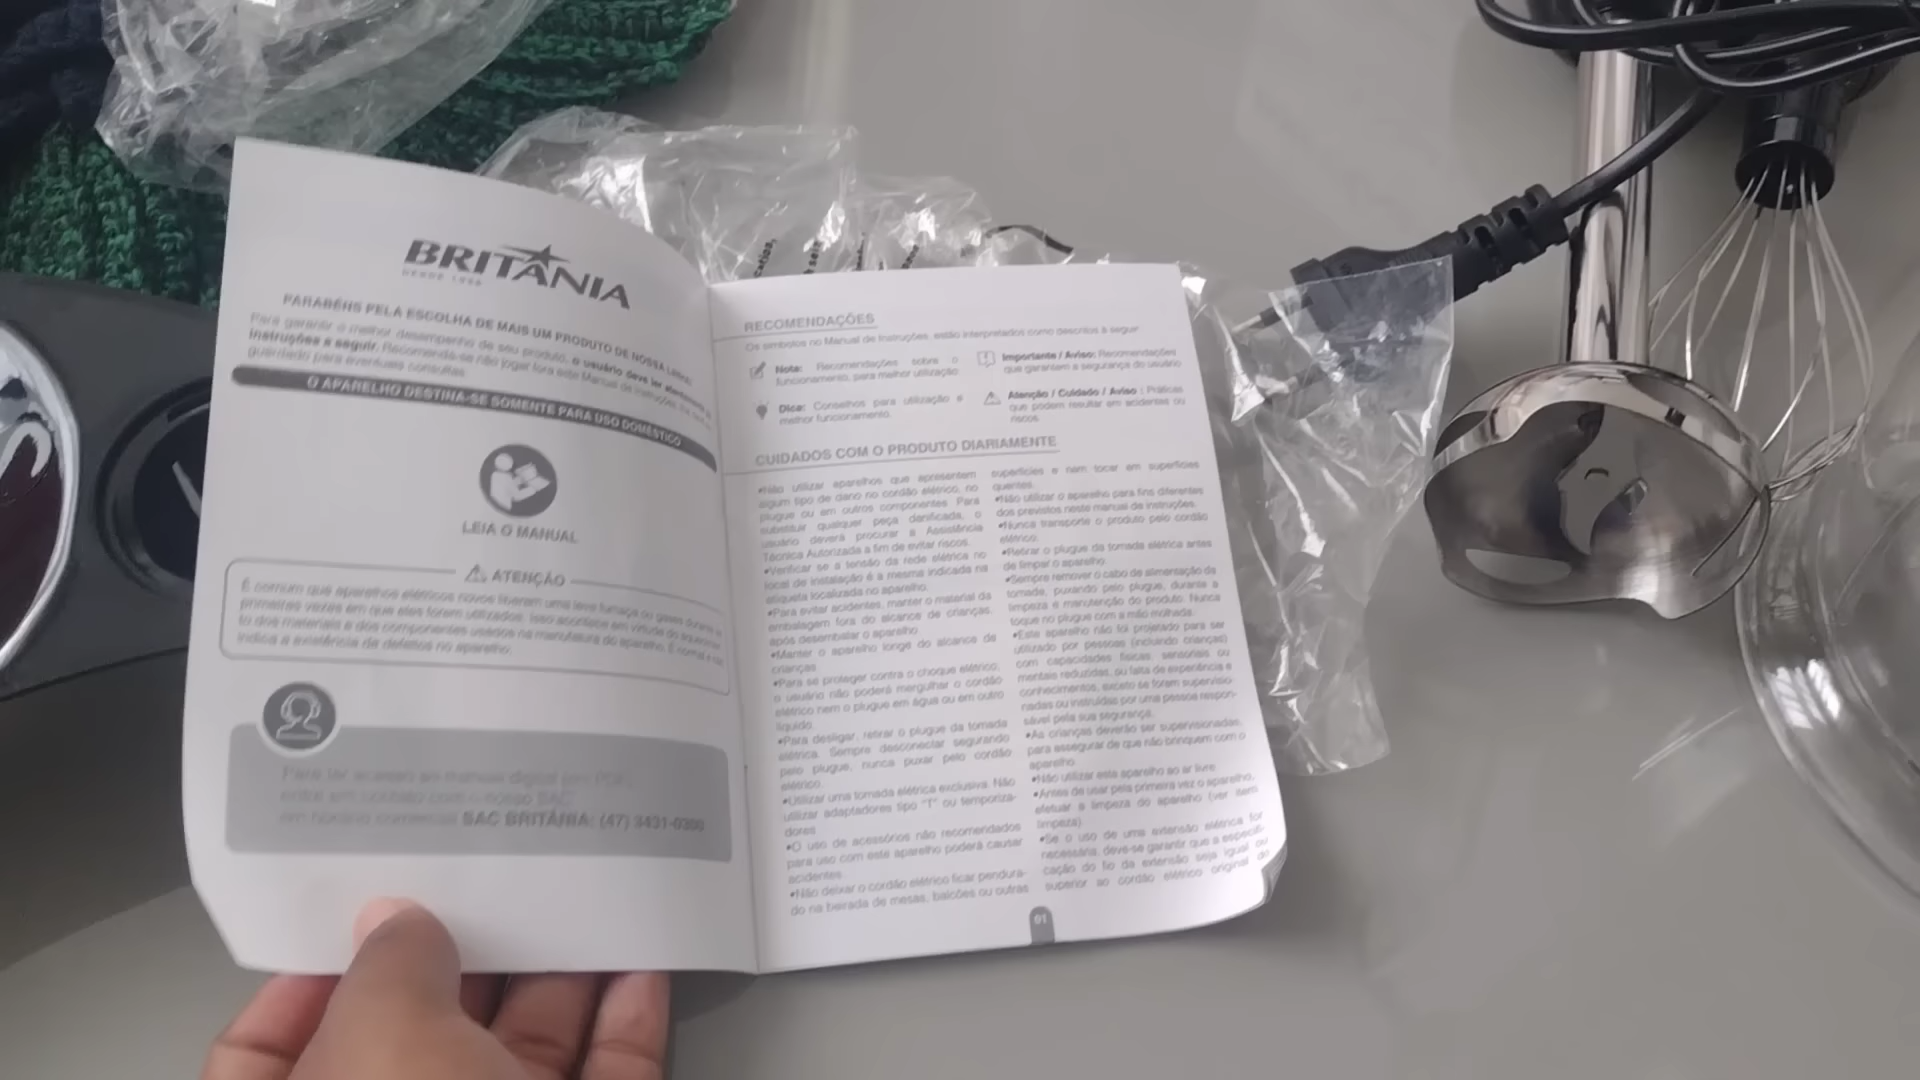 BRITÂNIA
DESDE 1956
PARABÉNS PELA ESCOLHA DE MAIS UM PRODUTO DE NOSSA LINHA
Para garantir o melhor desempenho de seu produto, o usuário deve ler atentamente as
instruções a seguir. Recomenda-se não jogar fora este Manual de Instruções
guardado para eventuais consultas.
O APARELHO DESTINA-SE SOMENTE PARA USO DOMÉSTICO
LEIA O MANUAL
ATENÇÃO
É comum que aparelhos elétricos novos liberem uma leve fumaça ou gases durante as
primeiras vezes em que eles forem utilizados. Isso acontece em virtude do
to dos materiais e dos componentes usados na manufatura do aparelho. É normal e não
indica a existência de defeitos no aparelho.
Para ter acesso ao manual digital em PDF,
entre em contato com o nosso SAC
em horário comercial SAC BRITÂNIA: (47) 3431-0300
RECOMENDAÇÕES
Os símbolos no Manual de Instruções, estão interpretados como descritos a seguir:
Nota: Recomendações sobre o
funcionamento, para melhor utilização
Importante / Aviso: Recomendações
que garantem a segurança do usuário
Dica: Conselhos para utilização e
melhor funcionamento.
Atenção / Cuidado / Aviso : Práticas
que podem resultar em acidentes ou
riscos.
CUIDADOS COM O PRODUTO DIARIAMENTE
•Não utilizar aparelhos que apresentem
algum tipo de dano no cordão elétrico, no
plugue ou em outros componentes. Para
substituir qualquer peça danificada, o
usuário deverá procurar a Assistência
Técnica Autorizada a fim de evitar riscos.
•Verificar se a tensão da rede elétrica no
local de instalação é a mesma indicada na
etiqueta localizada no aparelho.
•Para evitar acidentes, manter o material da
embalagem fora do alcance de crianças,
após desembalar o aparelho.
•Manter o aparelho longe do alcance de
crianças.
•Para se proteger contra o choque elétrico,
o usuário não poderá mergulhar o cordão
elétrico nem o plugue em água ou em outro
líquido.
•Para desligar, retirar o plugue da tomada
elétrica. Sempre desconectar segurando
pelo plugue, nunca puxar pelo cordão
elétrico.
•Utilizar uma tomada elétrica exclusiva. Não
utilizar adaptadores tipo "T" ou temporiza-
dores
•O uso de acessórios não recomendados
para uso com este aparelho poderá causar
acidentes
•Não deixar o cordão elétrico ficar pendura-
do na beirada de mesas, balcões ou outras
superfícies e nem tocar em superfícies
quentes.
•Não utilizar o aparelho para fins diferentes
dos previstos neste manual de instruções.
•Nunca transporte o produto pelo cordão
elétrico.
•Retirar o plugue da tomada elétrica antes
de limpar o aparelho.
•Sempre remover o cabo de alimentação da
tomada, puxando pelo plugue, durante a
limpeza e manutenção do produto. Nunca
toque no plugue com a mão molhada.
•Este aparelho não foi projetado para ser
utilizado por pessoas (incluindo crianças)
com capacidades físicas, sensoriais ou
mentais reduzidas, ou falta de experiência e
conhecimentos, exceto se foram supervisio-
nadas ou instruídas por uma pessoa respon-
sável pela sua segurança.
•As crianças deverão ser supervisionadas,
para assegurar de que não brinquem com o
aparelho.
•Não utilizar este aparelho ao ar livre.
•Antes de usar pela primeira vez o aparelho,
efetuar a limpeza do aparelho (ver item
limpeza).
•Se o uso de uma extensão elétrica for
necessária, deve-se garantir que a especifi-
cação do fio da extensão seja igual ou
superior ao cordão elétrico original do
01